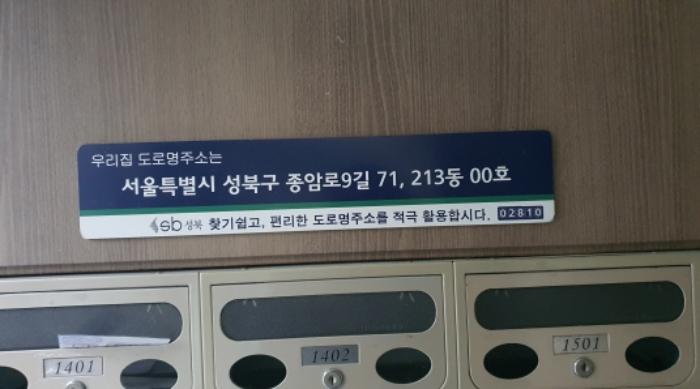 우리집 도로명주소는
서울특별시 성북구 종암로9길 71, 213동 00호
sb 성북 찾기쉽고, 편리한 도로명주소를 적극 활용합시다. 02810
1401 1402 1501